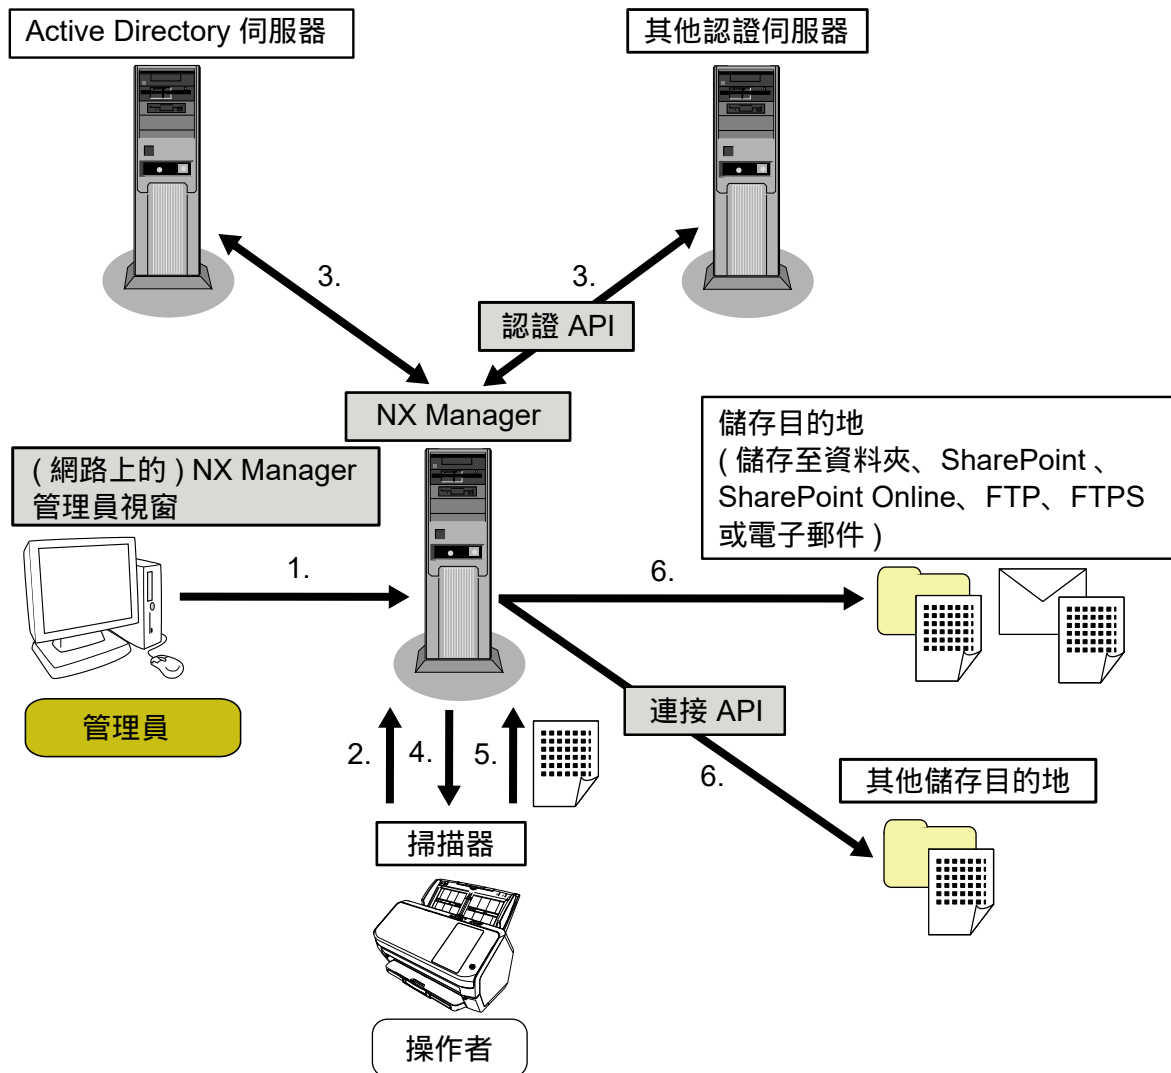 Active Directory 伺服器
其他認證伺服器
3.
3.
認證 API
NX Manager
( 網路上的 ) NX Manager
管理員視窗
儲存目的地
( 儲存至資料夾、SharePoint 、
SharePoint Online、FTP、FTPS
或電子郵件 )
1.
6.
管理員
連接 API
2.
4.
5.
6.
其他儲存目的地
掃描器
操作者